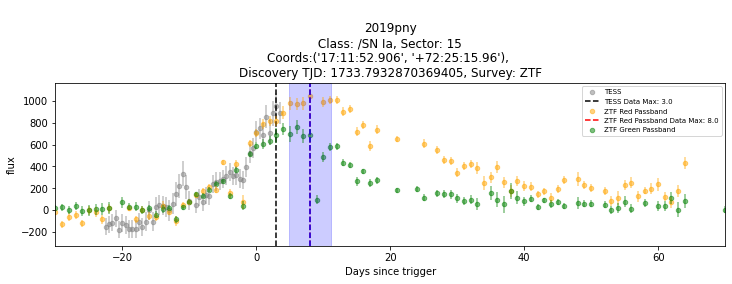 2019pny
Class: /SN Ia, Sector: 15
Coords:('17:11:52.906', '+72:25:15.96'),
Discovery TJD: 1733.7932870369405, Survey: ZTF
TESS
TESS Data Max: 3.0
ZTF Red Passband
ZTF Red Passband Data Max: 8.0
ZTF Green Passband
flux
1000
800
600
400
200
0
−200
−20
0
20
40
60
Days since trigger